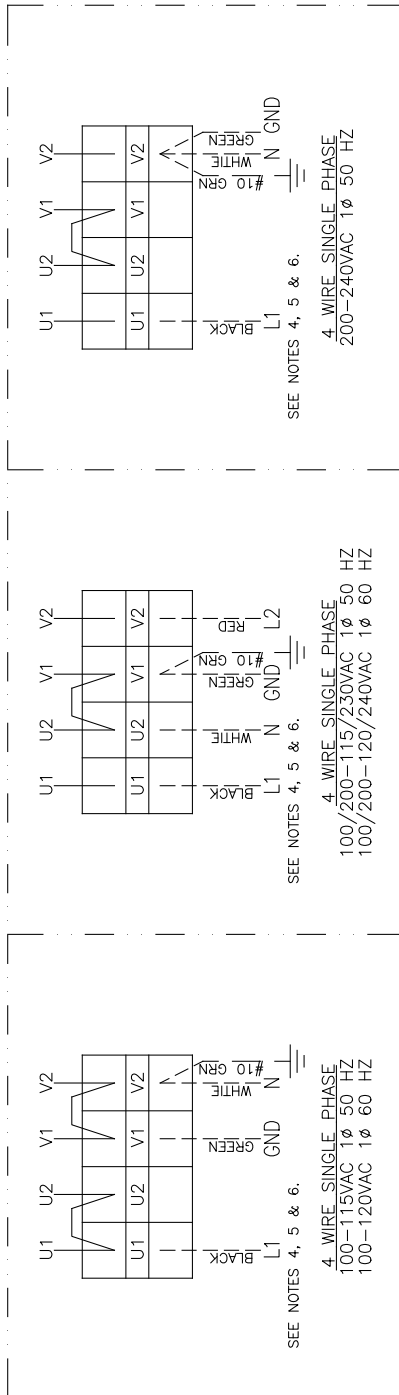 U1 U2 V1 V2
U1 U2 V1 V2
BLACK GREEN WHTIE #10 GRN
L1 GND N
SEE NOTES 4, 5 & 6.
4 WIRE SINGLE PHASE
100-115VAC 1ø 50 HZ
100-120VAC 1ø 60 HZ
U1 U2 V1 V2
U1 U2 V1 V2
BLACK WHTIE GREEN #10 GRN RED
L1 N GND L2
SEE NOTES 4, 5 & 6.
4 WIRE SINGLE PHASE
100/200-115/230VAC 1ø 50 HZ
100/200-120/240VAC 1ø 60 HZ
U1 U2 V1 V2
U1 U2 V1 V2
BLACK #10 GRN WHTIE GREEN
L1 N GND
SEE NOTES 4, 5 & 6.
4 WIRE SINGLE PHASE
200-240VAC 1ø 50 HZ